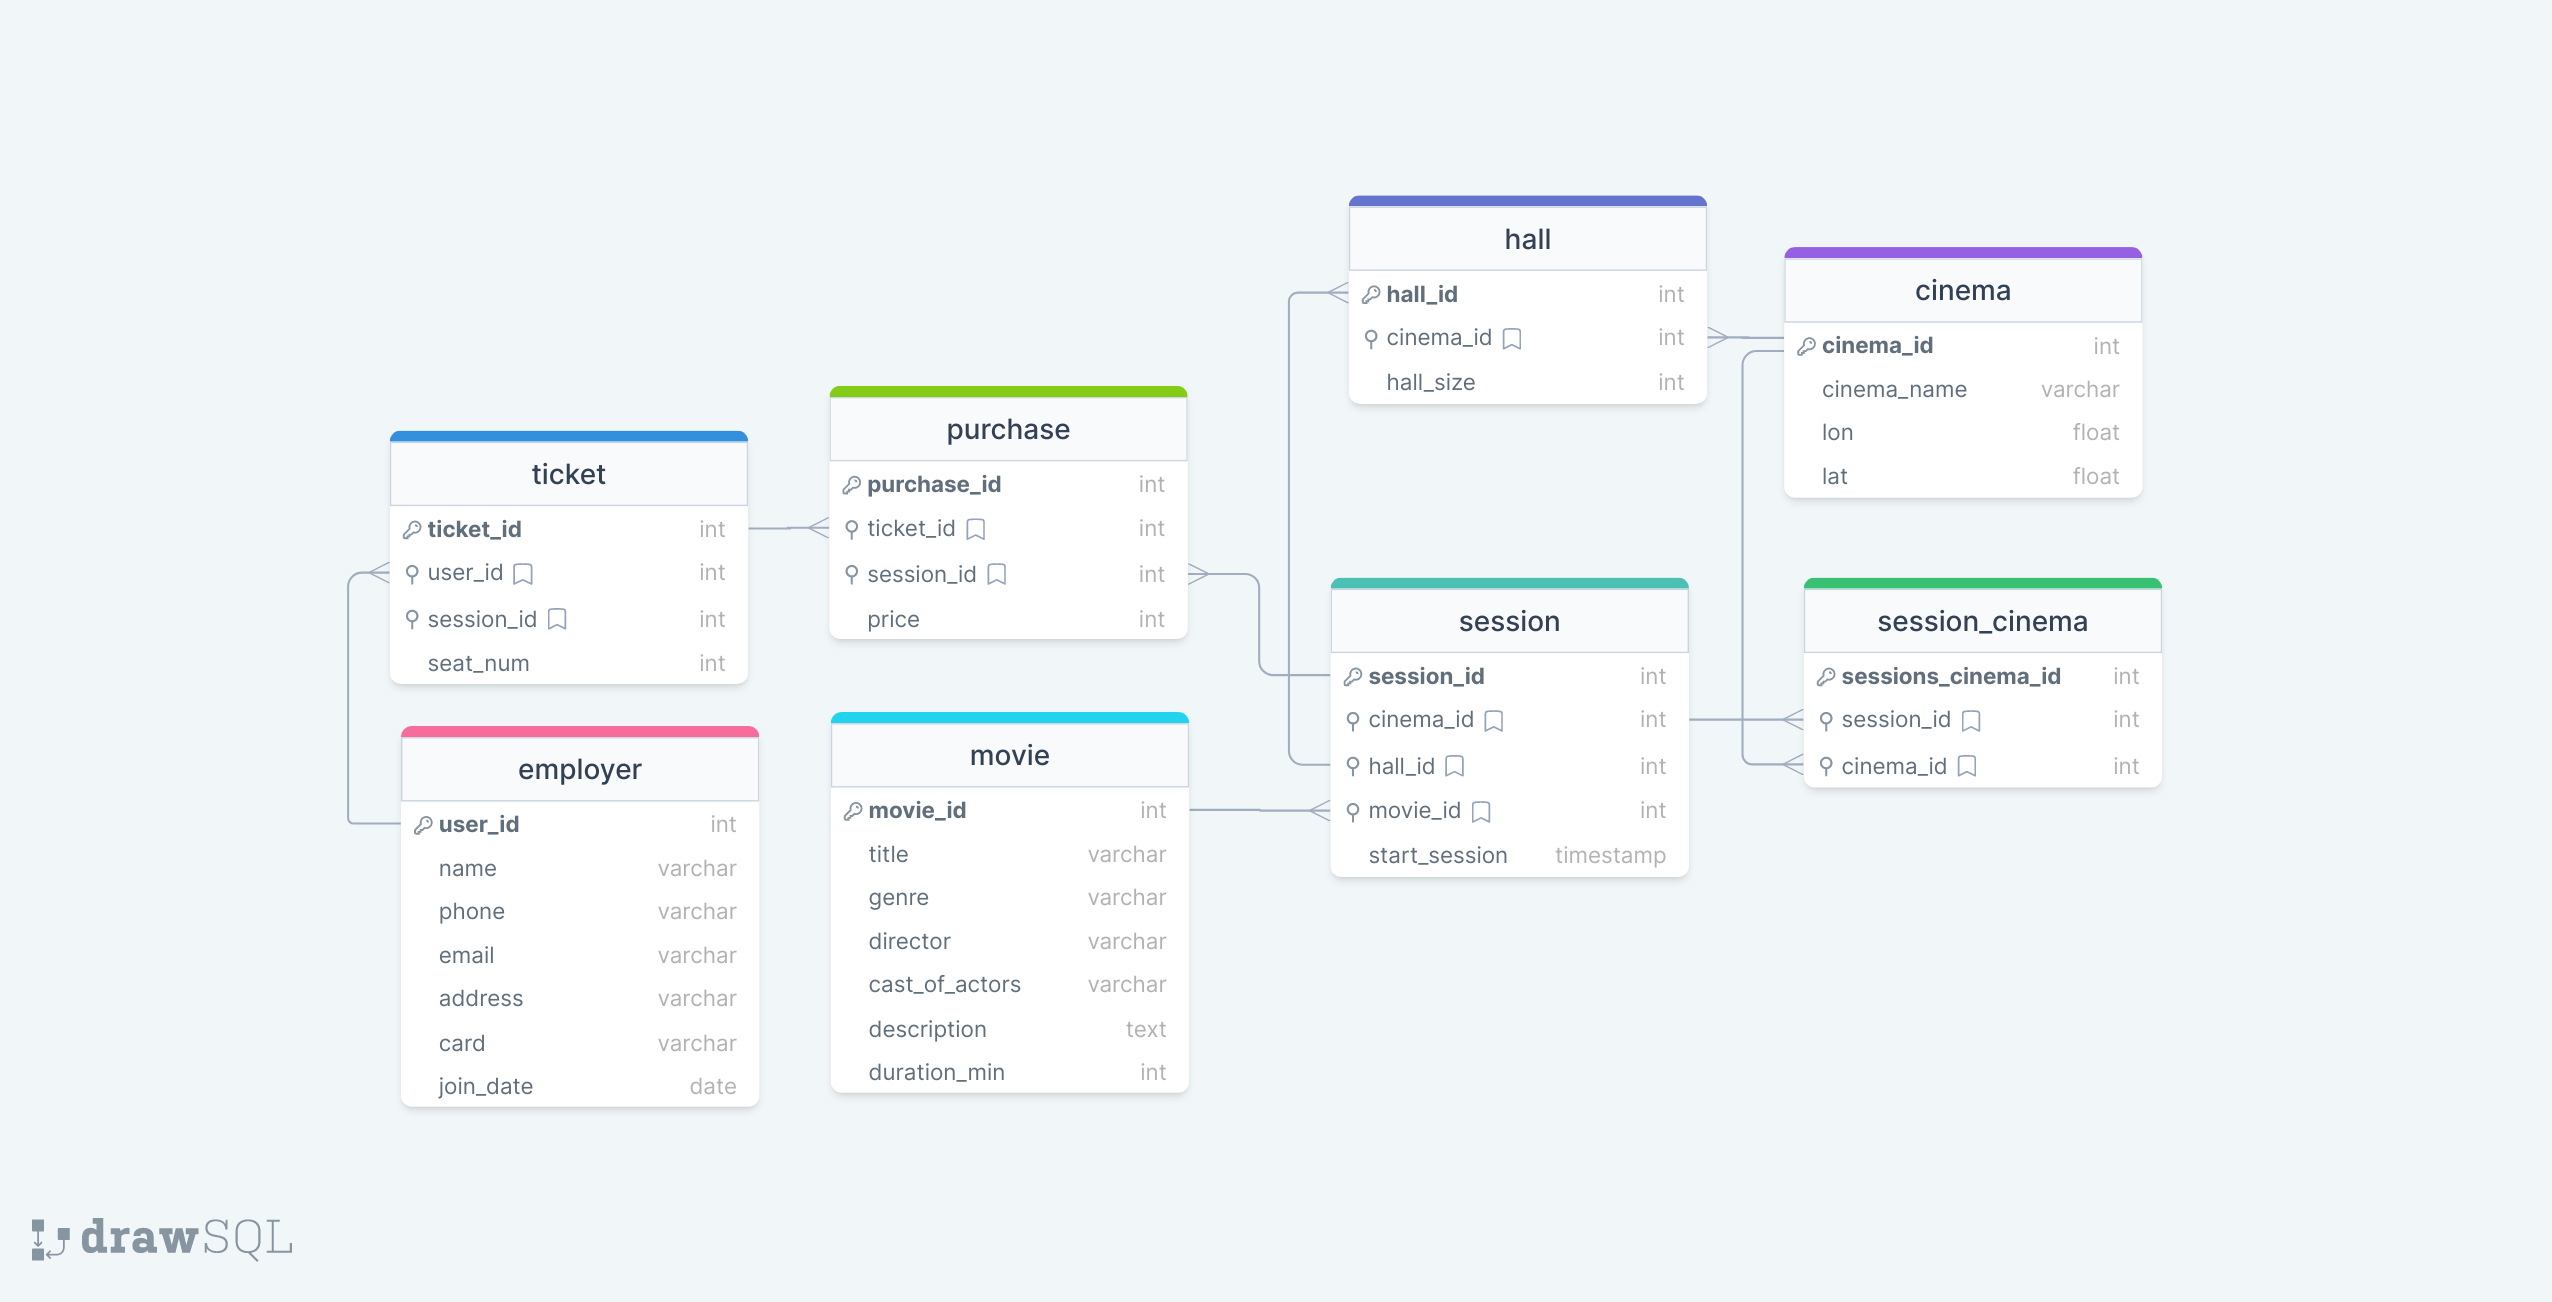 hall
hall_id int
cinema_id int
hall_size int
cinema
cinema_id int
cinema_name varchar
lon float
lat float
purchase
purchase_id int
ticket_id int
session_id int
price int
ticket
ticket_id int
user_id int
session_id int
seat_num int
session
session_id int
cinema_id int
hall_id int
movie_id int
start_session timestamp
session_cinema
sessions_cinema_id int
session_id int
cinema_id int
employer
user_id int
name varchar
phone varchar
email varchar
address varchar
card varchar
join_date date
movie
movie_id int
title varchar
genre varchar
director varchar
cast_of_actors varchar
description text
duration_min int
drawSQL